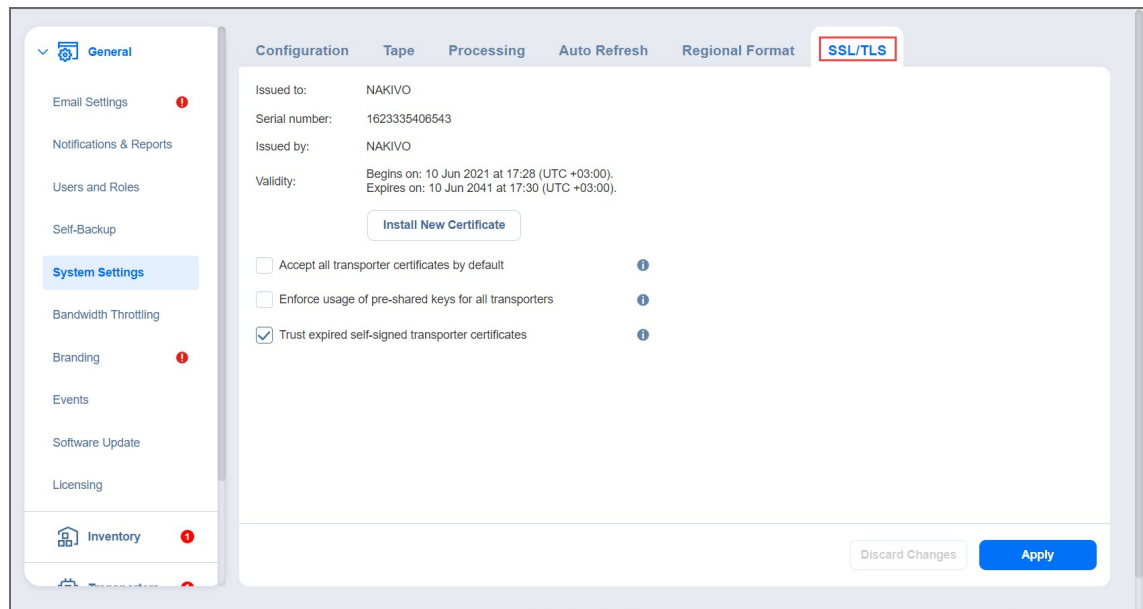 General
Email Settings
Notifications & Reports
Users and Roles
Self-Backup
System Settings
Bandwidth Throttling
Branding
Events
Software Update
Licensing
Inventory 1
Configuration Tape Processing Auto Refresh Regional Format SSL/TLS
Issued to: NAKIVO
Serial number: 1623335406543
Issued by: NAKIVO
Validity: Begins on: 10 Jun 2021 at 17:28 (UTC +03:00).
Expires on: 10 Jun 2041 at 17:30 (UTC +03:00).
Install New Certificate
Accept all transporter certificates by default
Enforce usage of pre-shared keys for all transporters
Trust expired self-signed transporter certificates
Discard Changes Apply